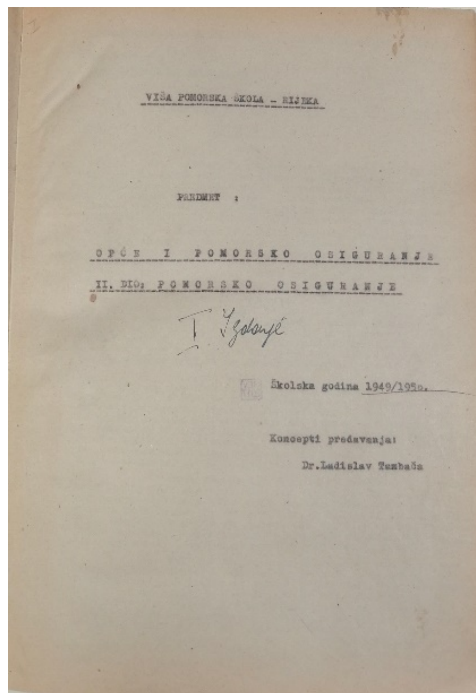 VIŠA POMORSKA ŠKOLA - RIJEKA
PREDMET :
OPĆE I POMORSKO OSIGURANJE
II. DIO: POMORSKO OSIGURANJE
I Izdanje
Školska godina 1949/1950.
Koncepti predavanja:
Dr.Ladislav Tombaša